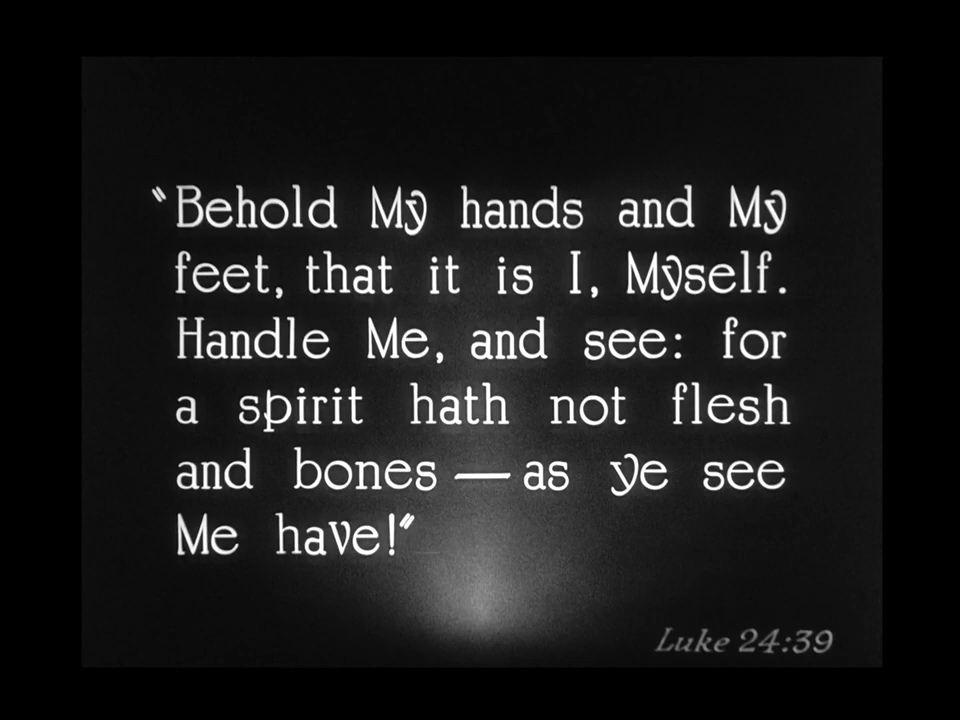 “Behold My hands and My
feet, that it is I, Myself.
Handle Me, and see: for
a spirit hath not flesh
and bones — as ye see
Me have!”
Luke 24:39